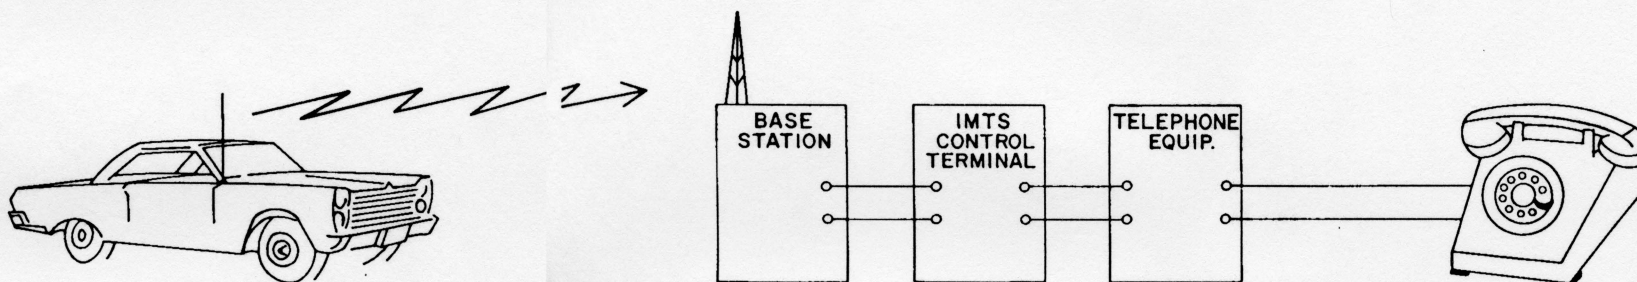 BASE
STATION
IMTS
CONTROL
TERMINAL
TELEPHONE
EQUIP.